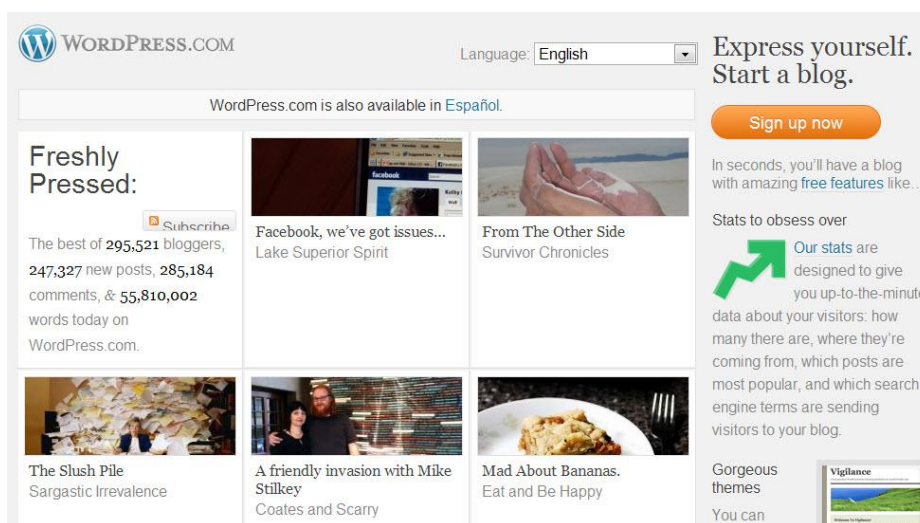 WORDPRESS.COM
Language: English
WordPress.com is also available in Español.
Freshly
Pressed:
Subscribe
The best of 295,521 bloggers,
247,327 new posts, 285,184
comments, & 55,810,002
words today on
WordPress.com.
facebook
Facebook, we've got issues...
Lake Superior Spirit
From The Other Side
Survivor Chronicles
The Slush Pile
Sargastic Irrevalence
A friendly invasion with Mike
Stilkey
Coates and Scarry
Mad About Bananas.
Eat and Be Happy
Express yourself.
Start a blog.
Sign up now
In seconds, you'll have a blog
with amazing free features like...
Stats to obsess over
Our stats are
designed to give
you up-to-the-minut
data about your visitors: how
many there are, where they're
coming from, which posts are
most popular, and which search
engine terms are sending
visitors to your blog.
Gorgeous
themes
You can
Vigilance